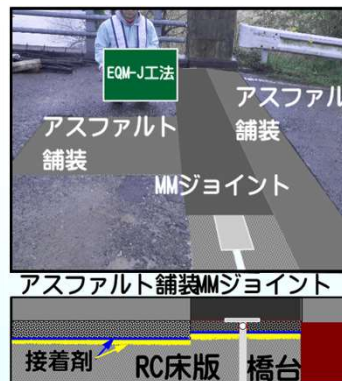 EQM-J工法
アスファル
舗装
アスファルト
舗装
MMジョイント
アスファルト舗装MMジョイント
接着剤
RC床版
橋台